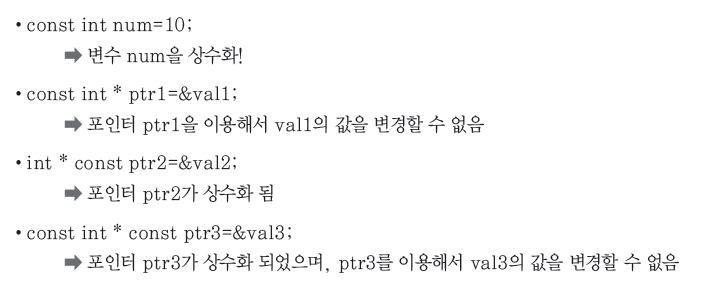 • const int num=10;
➡ 변수 num을 상수화!
• const int * ptr1=&val1;
➡ 포인터 ptr1을 이용해서 val1의 값을 변경할 수 없음
• int * const ptr2=&val2;
➡ 포인터 ptr2가 상수화 됨
• const int * const ptr3=&val3;
➡ 포인터 ptr3가 상수화 되었으며, ptr3를 이용해서 val3의 값을 변경할 수 없음